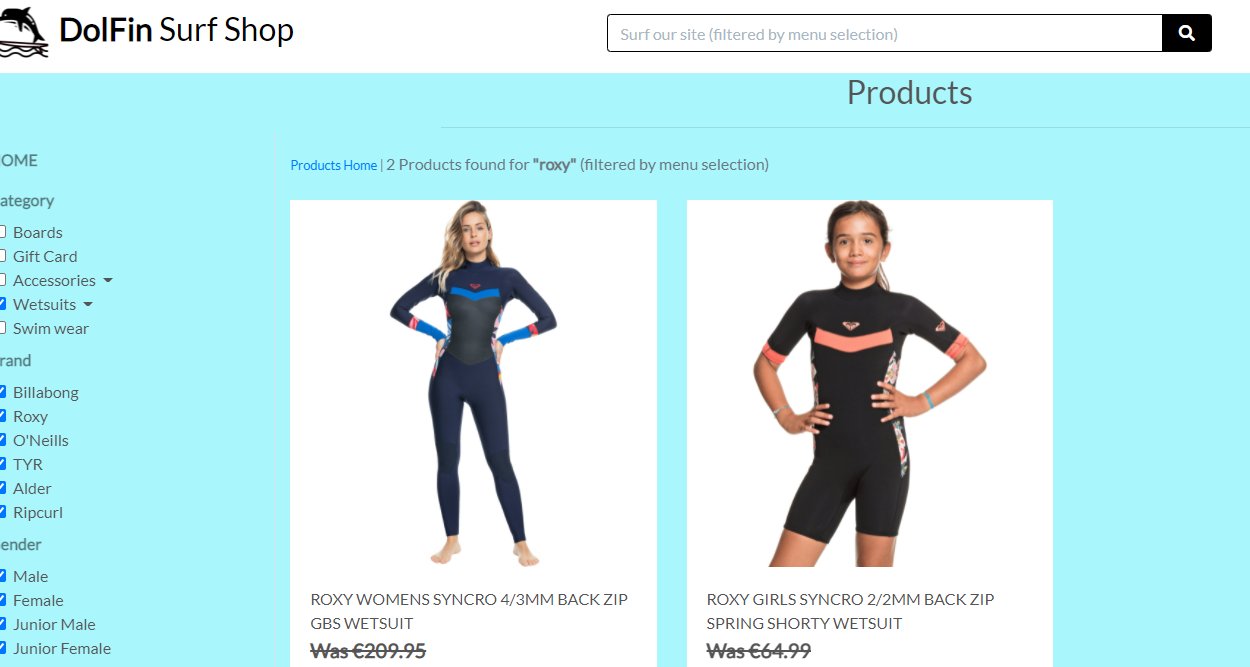 DolFin Surf Shop
Surf our site (filtered by menu selection)
Products
OME
ategory
Boards
Gift Card
Accessories
Wetsuits
Swim wear
rand
Billabong
Roxy
O'Neills
TYR
Alder
Ripcurl
ender
Male
Female
Junior Male
Junior Female
Products Home | 2 Products found for "roxy" (filtered by menu selection)
ROXY WOMENS SYNCRO 4/3MM BACK ZIP
GBS WETSUIT
Was €209.95
ROXY GIRLS SYNCRO 2/2MM BACK ZIP
SPRING SHORTY WETSUIT
Was €64.99